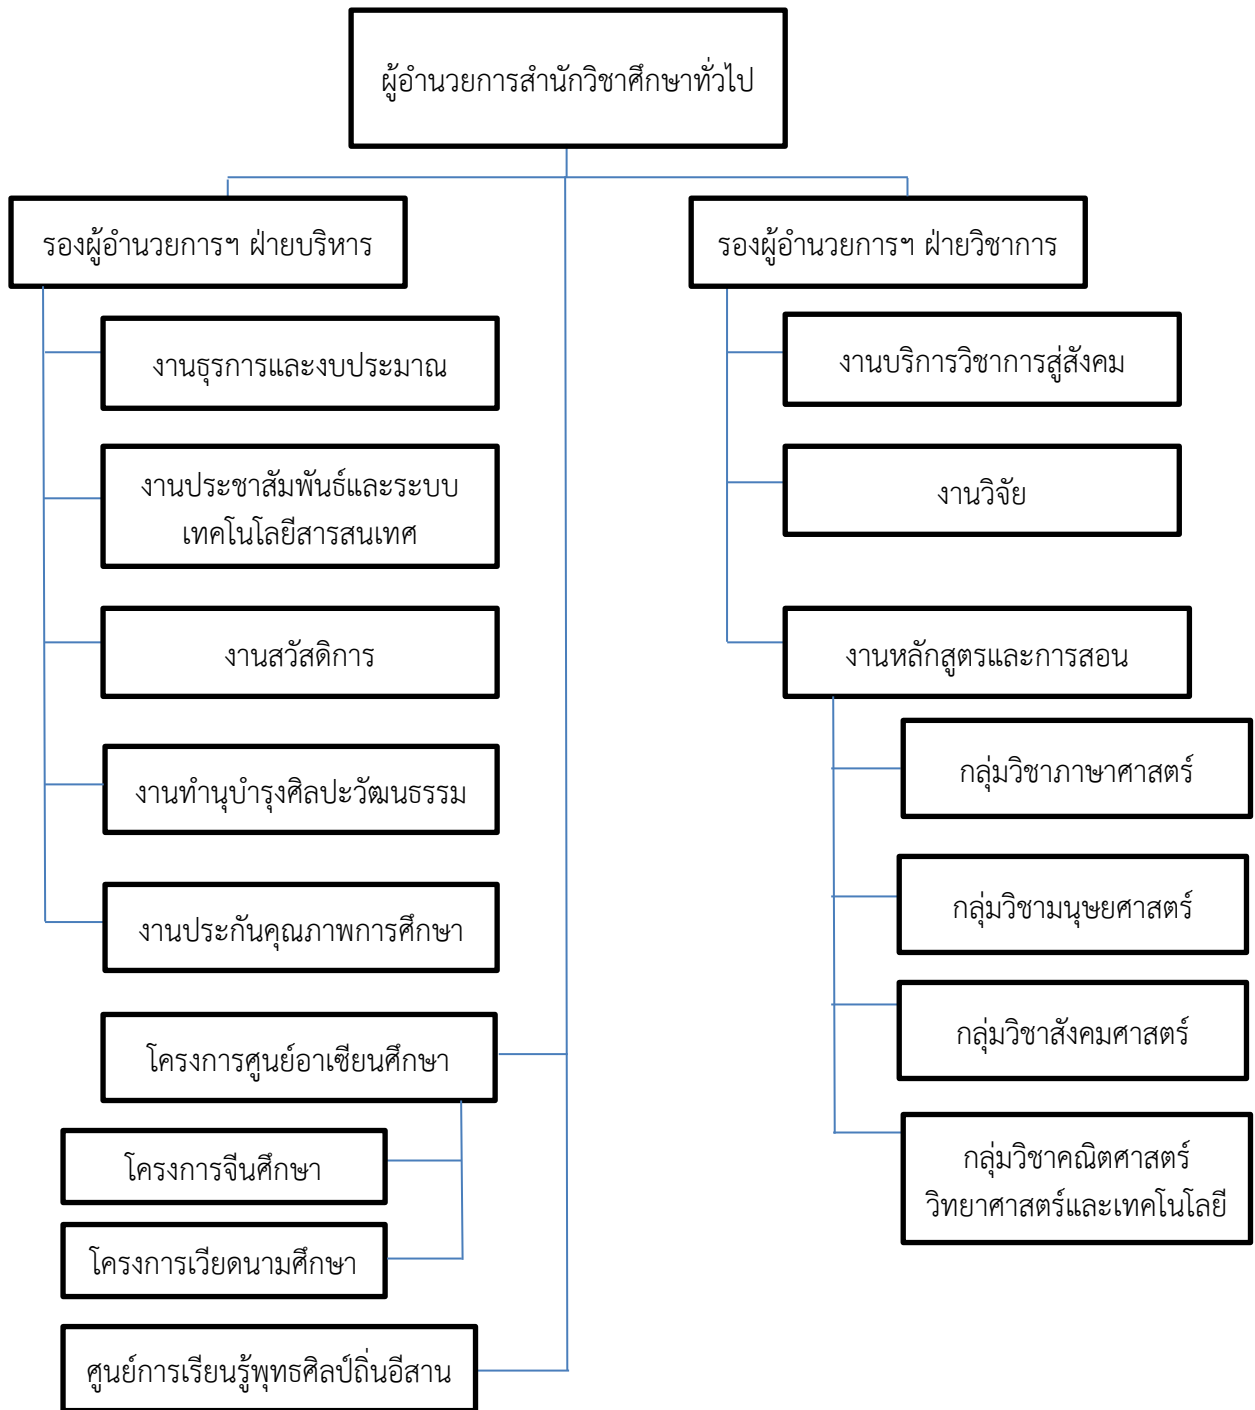 ผู้อำนวยการสำนักวิชาศึกษาทั่วไป
รองผู้อำนวยการฯ ฝ่ายบริหาร
งานธุรการและงบประมาณ
งานประชาสัมพันธ์และระบบ
เทคโนโลยีสารสนเทศ
งานสวัสดิการ
งานทำนุบำรุงศิลปะวัฒนธรรม
งานประกันคุณภาพการศึกษา
รองผู้อำนวยการฯ ฝ่ายวิชาการ
งานบริการวิชาการสู่สังคม
งานวิจัย
งานหลักสูตรและการสอน
กลุ่มวิชาภาษาศาสตร์
กลุ่มวิชามนุษยศาสตร์
กลุ่มวิชาสังคมศาสตร์
กลุ่มวิชาคณิตศาสตร์
วิทยาศาสตร์และเทคโนโลยี
โครงการศูนย์อาเซียนศึกษา
โครงการจีนศึกษา
โครงการเวียดนามศึกษา
ศูนย์การเรียนรู้พุทธศิลป์ถิ่นอีสาน